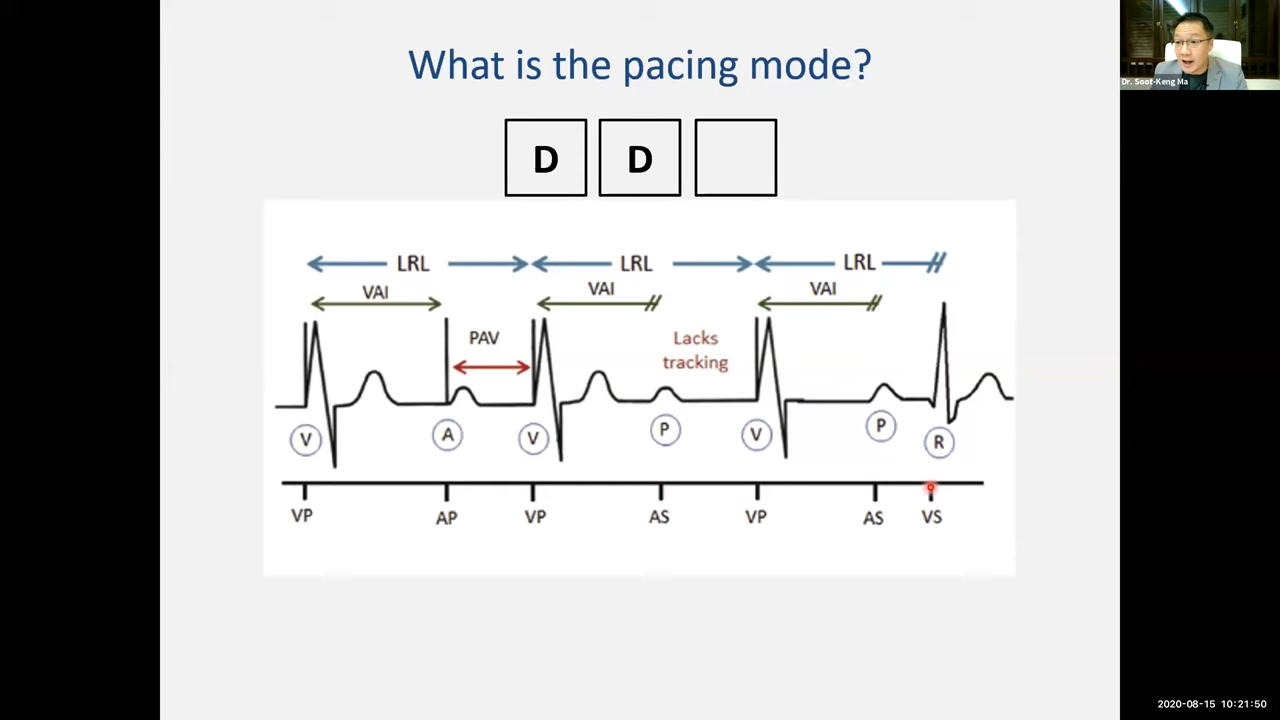 What is the pacing mode?
Dr. Soot-Keng Ma
D D
LRL LRL LRL
VAI VAI VAI
PAV Lacks
tracking
V A V P V P R
VP AP VP AS VP AS VS
2020-08-15 10:21:50